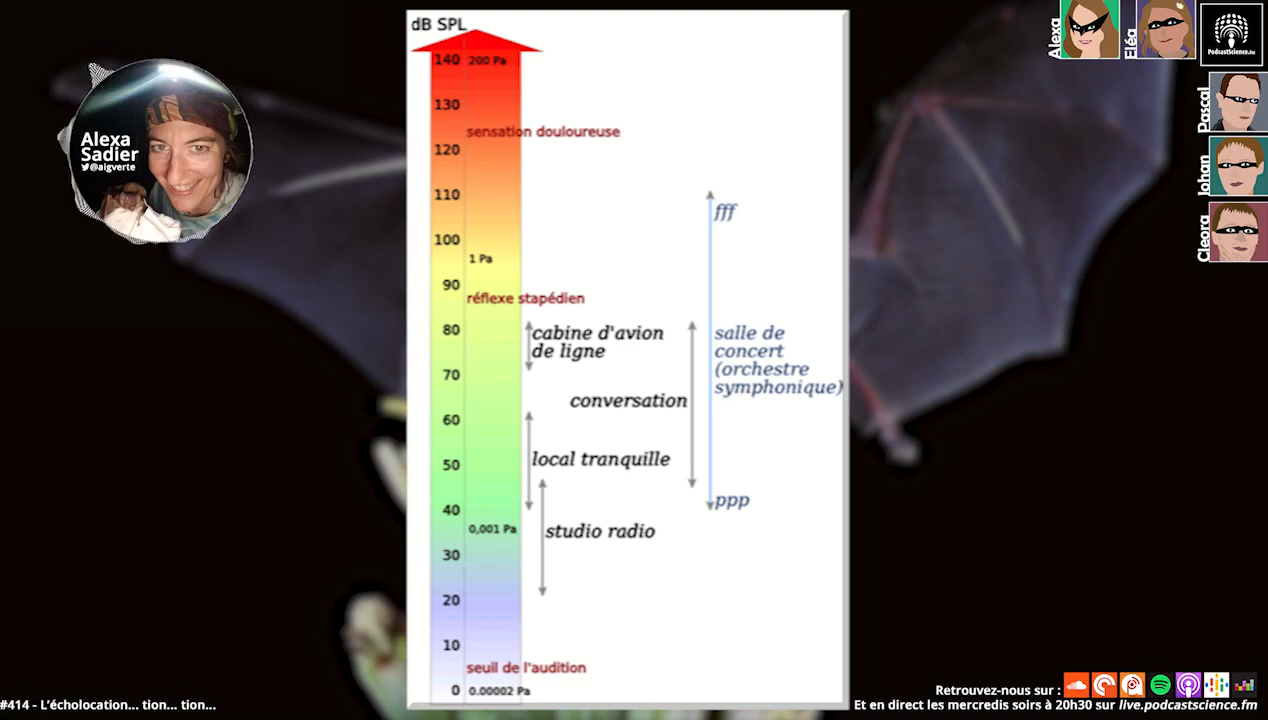 dB SPL
140 200 Pa
130
sensation douloureuse
120
110
fff
100
1 Pa
90
réflexe stapédien
80
cabine d'avion
de ligne
salle de
concert
(orchestre
symphonique)
70
conversation
60
local tranquille
50
ppp
40
0,001 Pa
studio radio
30
20
10
seuil de l'audition
0 0.00002 Pa
Alexa
Sadier
@aigverte
Alexa
Eléa
PodcastScience.fm
Pascal
Johan
Cleora
#414 - L'écholocation... tion... tion...
Retrouvez-nous sur :
Et en direct les mercredis soirs à 20h30 sur live.podcastscience.fm